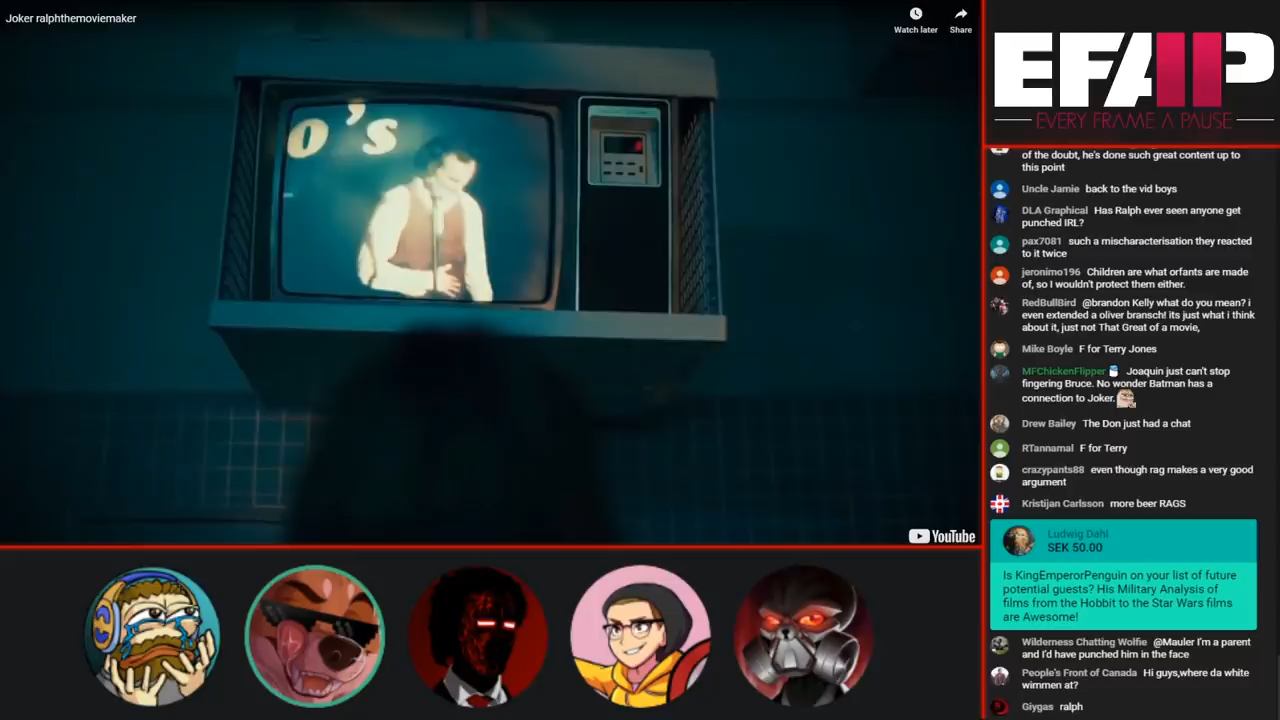 Joker ralphthemoviemaker
Watch later
Share
o's
YouTube
EFAP
EVERY FRAME A PAUSE
of the doubt, he's done such great content up to
this point
Uncle Jamie back to the vid boys
DLA Graphical Has Ralph ever seen anyone get
punched IRL?
pax7081 such a mischaracterisation they reacted
to it twice
jeronimo196 Children are what orfants are made
of, so I wouldn't protect them either.
RedBullBird @brandon Kelly what do you mean? i
even extended a oliver bransch! its just what i think
about it, just not That Great of a movie,
Mike Boyle F for Terry Jones
MFChickenFlipper Joaquin just can't stop
fingering Bruce. No wonder Batman has a
connection to Joker.
Drew Bailey The Don just had a chat
RTannamal F for Terry
crazypants88 even though rag makes a very good
argument
Kristijan Carlsson more beer RAGS
Ludwig Dahl
SEK 50.00
Is KingEmperorPenguin on your list of future
potential guests? His Military Analysis of
films from the Hobbit to the Star Wars films
are Awesome!
Wilderness Chatting Wolfie @Mauler I'm a parent
and I'd have punched him in the face
People's Front of Canada Hi guys,where da white
wimmen at?
Giygas ralph